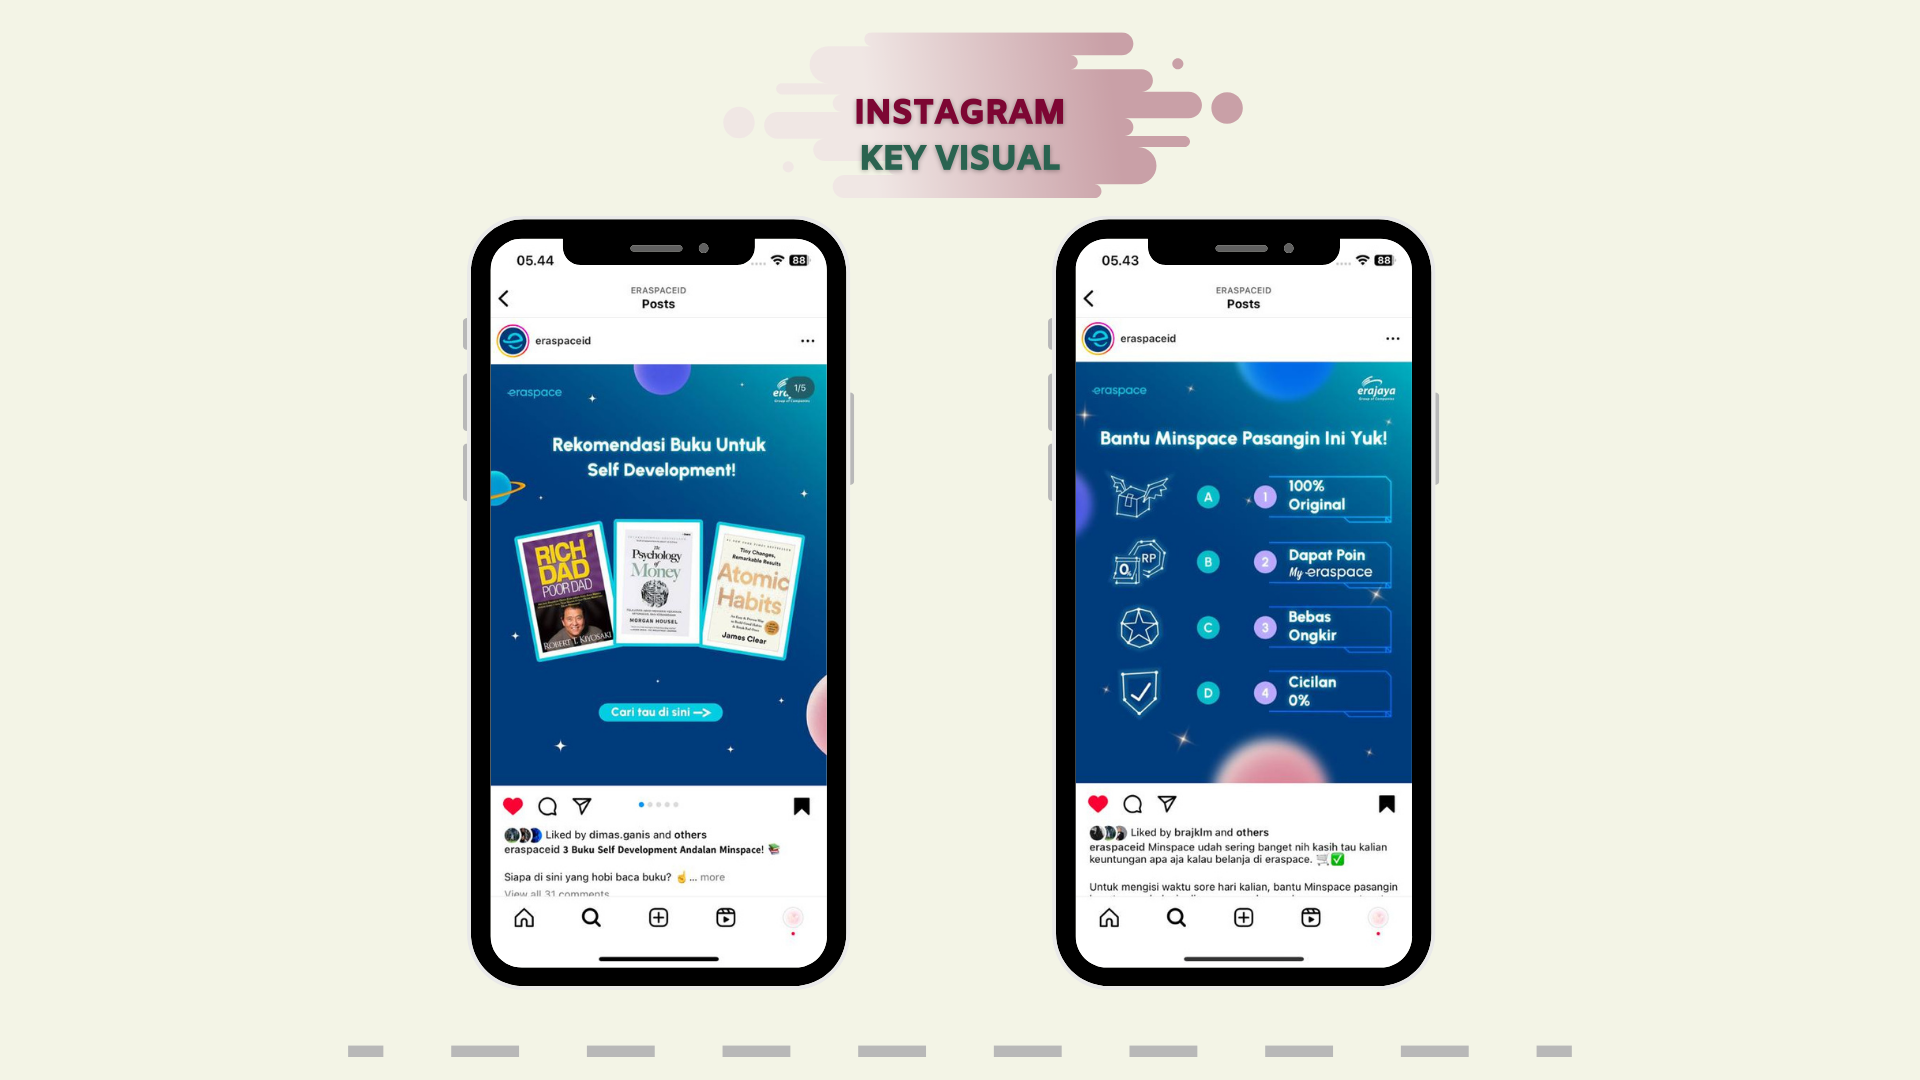 INSTAGRAM
KEY VISUAL
05.44
88
ERASPACEID
Posts
eraspaceid
eraspace
1/5
Rekomendasi Buku Untuk
Self Development!
RICH
DAD
POOR DAD
ROBERT T. KIYOSAKI
The
Psychology
of
Money
MORGAN HOUSEL
Tiny Changes,
Remarkable Results
Atomic
Habits
James Clear
Cari tau di sini
Liked by dimas.ganis and others
eraspaceid 3 Buku Self Development Andalan Minspace! 📚
Siapa di sini yang hobi baca buku? ☝️... more
View all 31 comments
05.43
88
ERASPACEID
Posts
eraspaceid
eraspace
erajaya
Group of Companies
Bantu Minspace Pasangin Ini Yuk!
A
1
100%
Original
0%
RP
B
2
Dapat Poin
My eraspace
C
3
Bebas
Ongkir
D
4
Cicilan
0%
Liked by brajklm and others
eraspaceid Minspace udah sering banget nih kasih tau kalian
keuntungan apa aja kalau belanja di eraspace. 🛒✅
Untuk mengisi waktu sore hari kalian, bantu Minspace pasangin